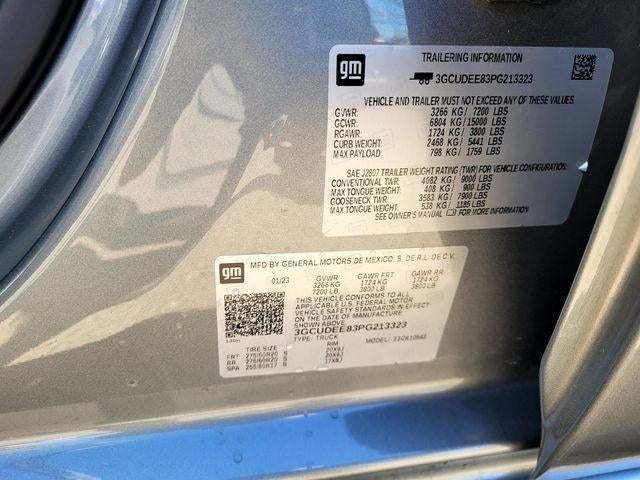 gm
TRAILERING INFORMATION
3GCUDEE83PG213323
VEHICLE AND TRAILER MUST NOT EXCEED ANY OF THESE VALUES
GVWR: 3266 KG / 7200 LBS
GCWR: 6804 KG / 15000 LBS
RGAWR: 1724 KG / 3800 LBS
CURB WEIGHT: 2468 KG / 5441 LBS
MAX PAYLOAD: 798 KG / 1759 LBS
SAE J2807 TRAILER WEIGHT RATING (TWR) FOR VEHICLE CONFIGURATION.
CONVENTIONAL TWR: 4082 KG / 9000 LBS
MAX TONGUE WEIGHT: 408 KG / 900 LBS
GOOSENECK TWR: 3583 KG / 7900 LBS
MAX TONGUE WEIGHT: 538 KG / 1185 LBS
SEE OWNER'S MANUAL FOR MORE INFORMATION.
gm
MFD BY GENERAL MOTORS DE MEXICO, S. DE R.L. DE C.V.
01/23 GVWR GAWR FRT GAWR RR
3266 KG 1724 KG 1724 KG
7200 LB 3800 LB 3800 LB
THIS VEHICLE CONFORMS TO ALL
APPLICABLE U.S. FEDERAL MOTOR
VEHICLE SAFETY STANDARDS IN EFFECT
ON THE DATE OF MANUFACTURE
SHOWN ABOVE.
3GCUDEE83PG213323
TYPE: TRUCK MODEL:
TIRE SIZE RIM
FRT 275/60R20 S 20X9J
RR 275/60R20 S 20X9J
SPA 255/80R17 S 17X8J